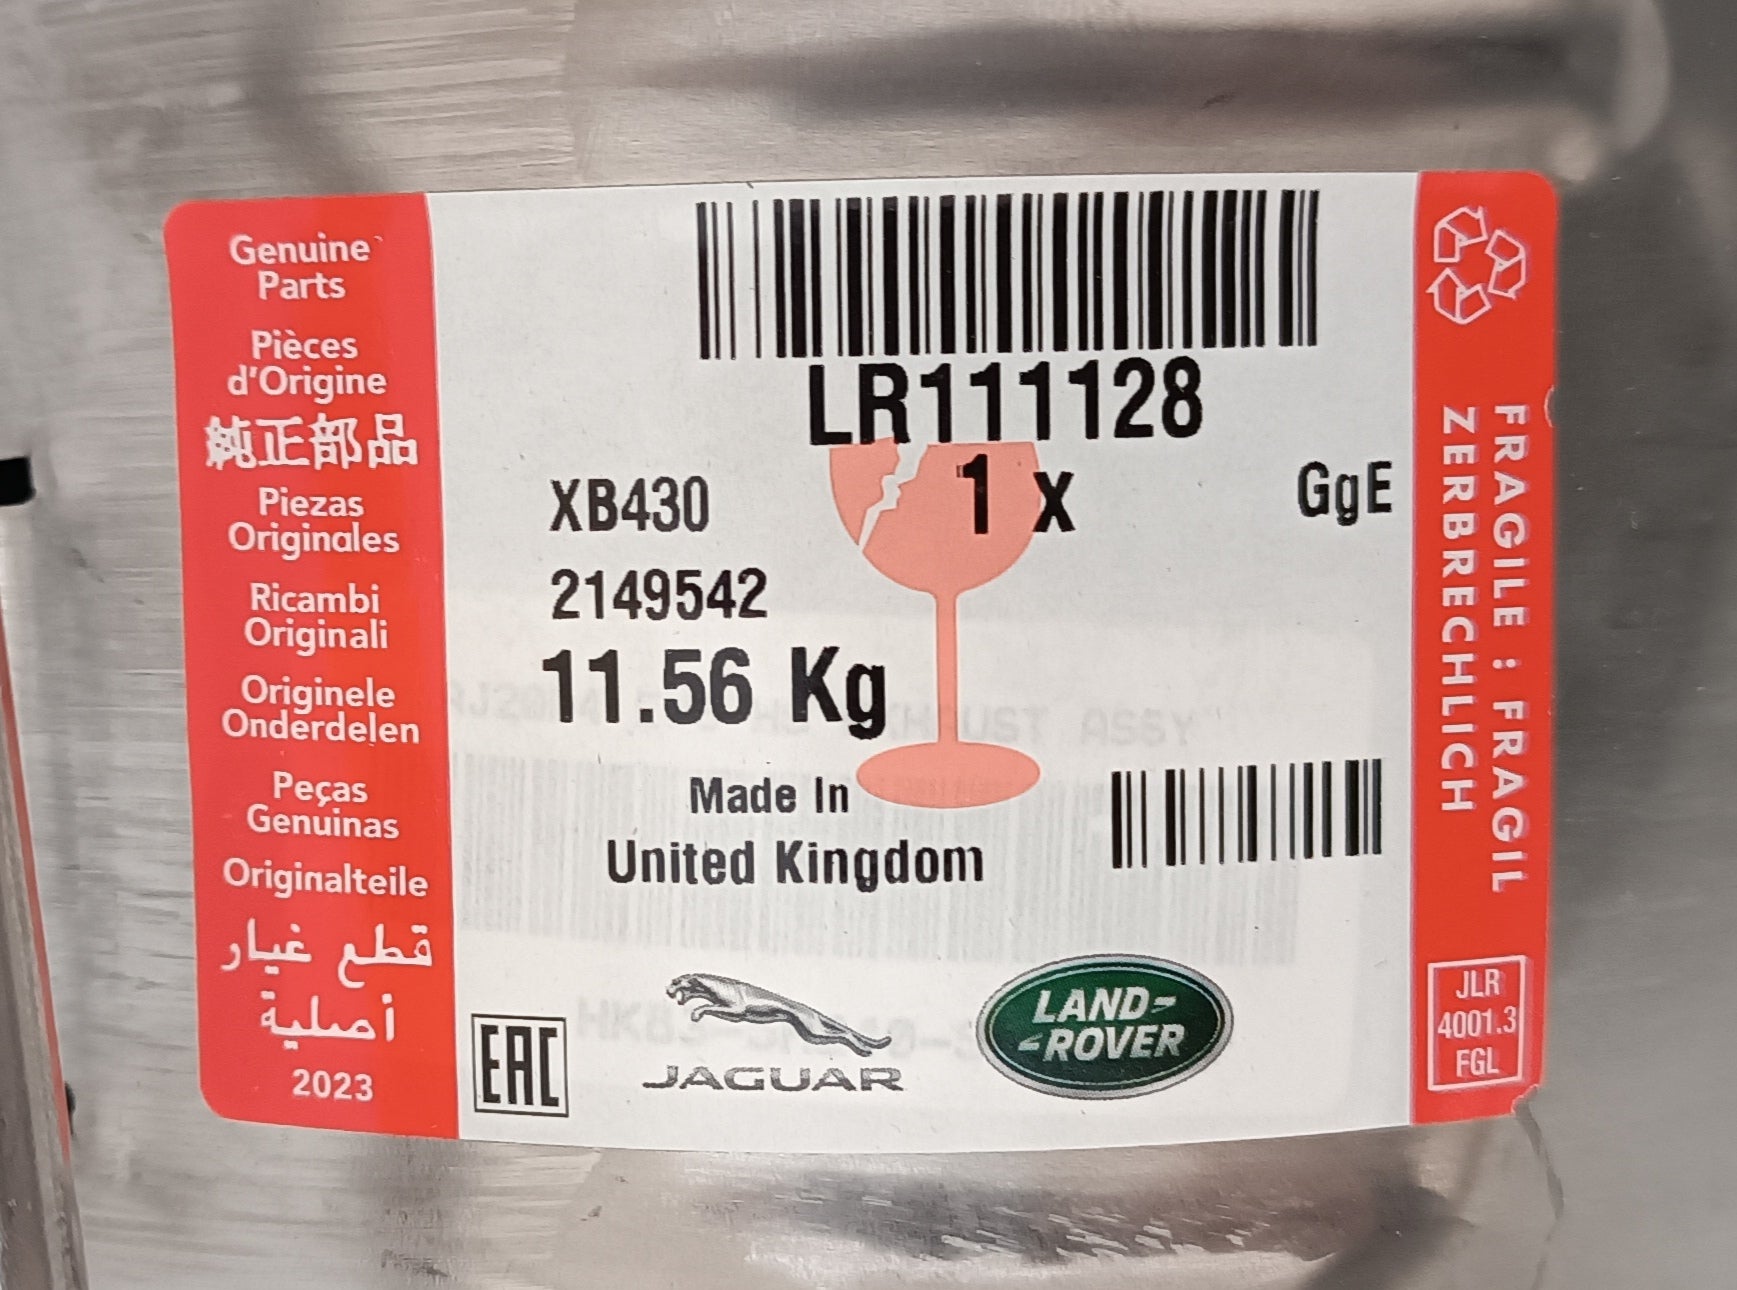 Genuine
Parts
Pièces
d'Origine
純正部品
Piezas
Originales
Ricambi
Originali
Originele
Onderdelen
Peças
Genuinas
Originalteile
قطع غيار
أصلية
2023
LR111128
XB430
1 x
GgE
2149542
11.56 Kg
Made In
United Kingdom
EAC
JAGUAR
LAND-
-ROVER
FRAGILE : FRAGIL
ZERBRECHLICH
JLR
4001.3
FGL